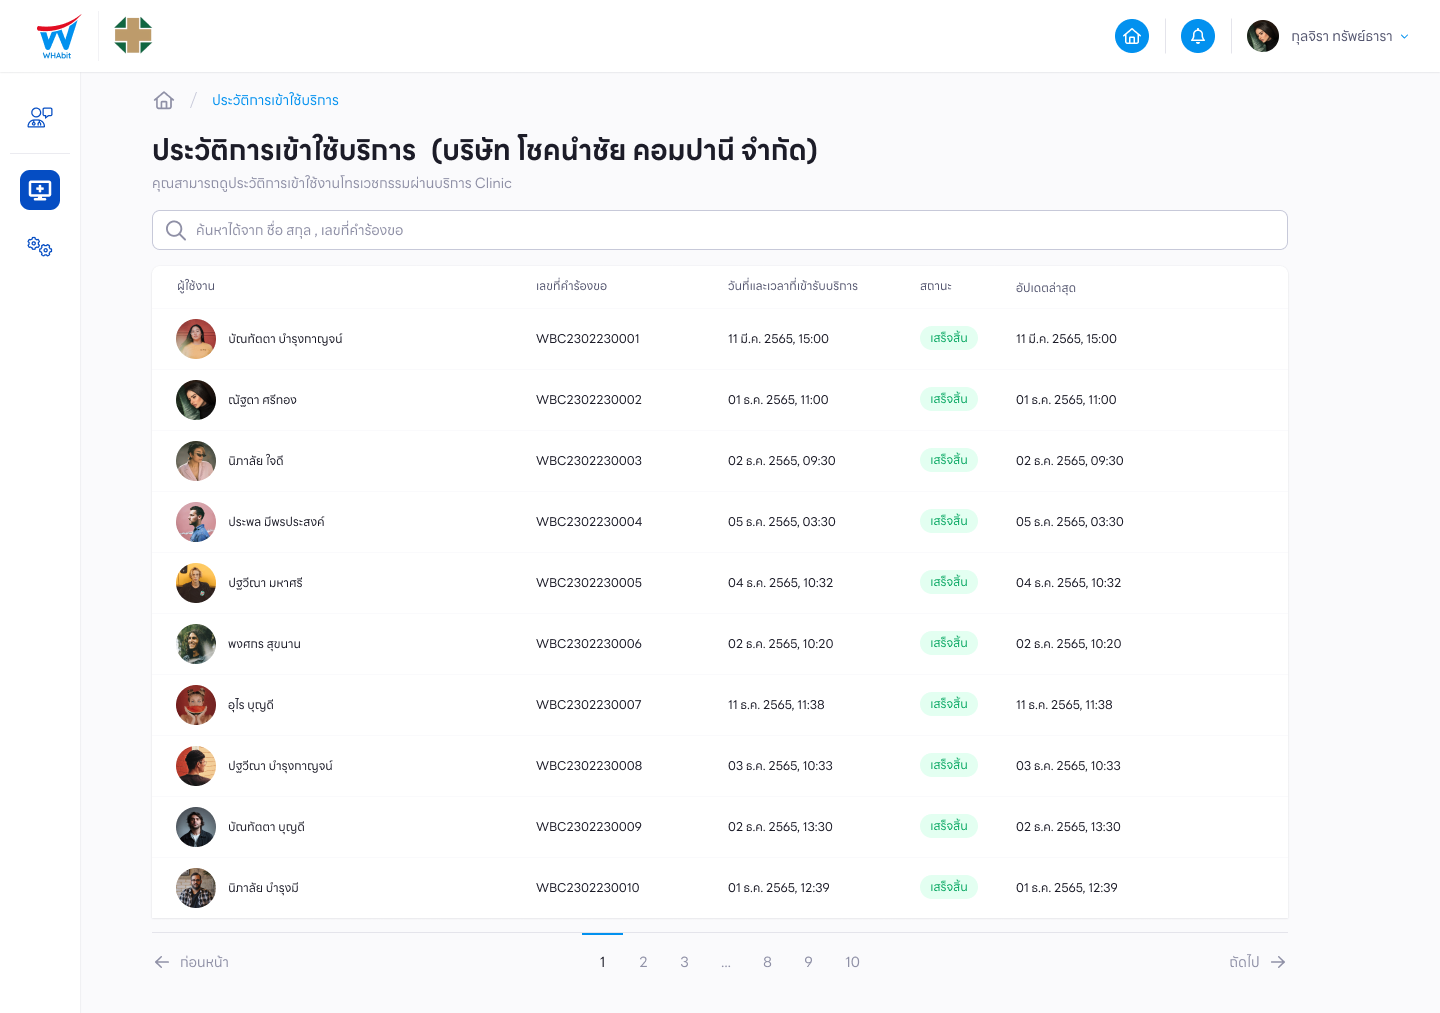 WHAbit
กุลจิรา ทรัพย์ธารา
/ ประวัติการเข้าใช้บริการ
ประวัติการเข้าใช้บริการ (บริษัท โชคนำชัย คอมปานี จำกัด)
คุณสามารถดูประวัติการเข้าใช้งานโทรเวชกรรมผ่านบริการ Clinic
ค้นหาได้จาก ชื่อ สกุล , เลขที่คำร้องขอ
ผู้ใช้งาน เลขที่คำร้องขอ วันที่และเวลาที่เข้ารับบริการ สถานะ อัปเดตล่าสุด
บัณฑัตตา บำรุงกาญจน์ WBC2302230001 11 มี.ค. 2565, 15:00 เสร็จสิ้น 11 มี.ค. 2565, 15:00
ณัฐดา ศรีทอง WBC2302230002 01 ธ.ค. 2565, 11:00 เสร็จสิ้น 01 ธ.ค. 2565, 11:00
นิภาลัย ใจดี WBC2302230003 02 ธ.ค. 2565, 09:30 เสร็จสิ้น 02 ธ.ค. 2565, 09:30
ประพล มีพรประสงค์ WBC2302230004 05 ธ.ค. 2565, 03:30 เสร็จสิ้น 05 ธ.ค. 2565, 03:30
ปฐวีณา มหาศรี WBC2302230005 04 ธ.ค. 2565, 10:32 เสร็จสิ้น 04 ธ.ค. 2565, 10:32
พงศกร สุขนาน WBC2302230006 02 ธ.ค. 2565, 10:20 เสร็จสิ้น 02 ธ.ค. 2565, 10:20
อุไร บุญดี WBC2302230007 11 ธ.ค. 2565, 11:38 เสร็จสิ้น 11 ธ.ค. 2565, 11:38
ปฐวีณา บำรุงกาญจน์ WBC2302230008 03 ธ.ค. 2565, 10:33 เสร็จสิ้น 03 ธ.ค. 2565, 10:33
บัณฑัตตา บุญดี WBC2302230009 02 ธ.ค. 2565, 13:30 เสร็จสิ้น 02 ธ.ค. 2565, 13:30
นิภาลัย บำรุงมี WBC2302230010 01 ธ.ค. 2565, 12:39 เสร็จสิ้น 01 ธ.ค. 2565, 12:39
ก่อนหน้า 1 2 3 ... 8 9 10 ถัดไป